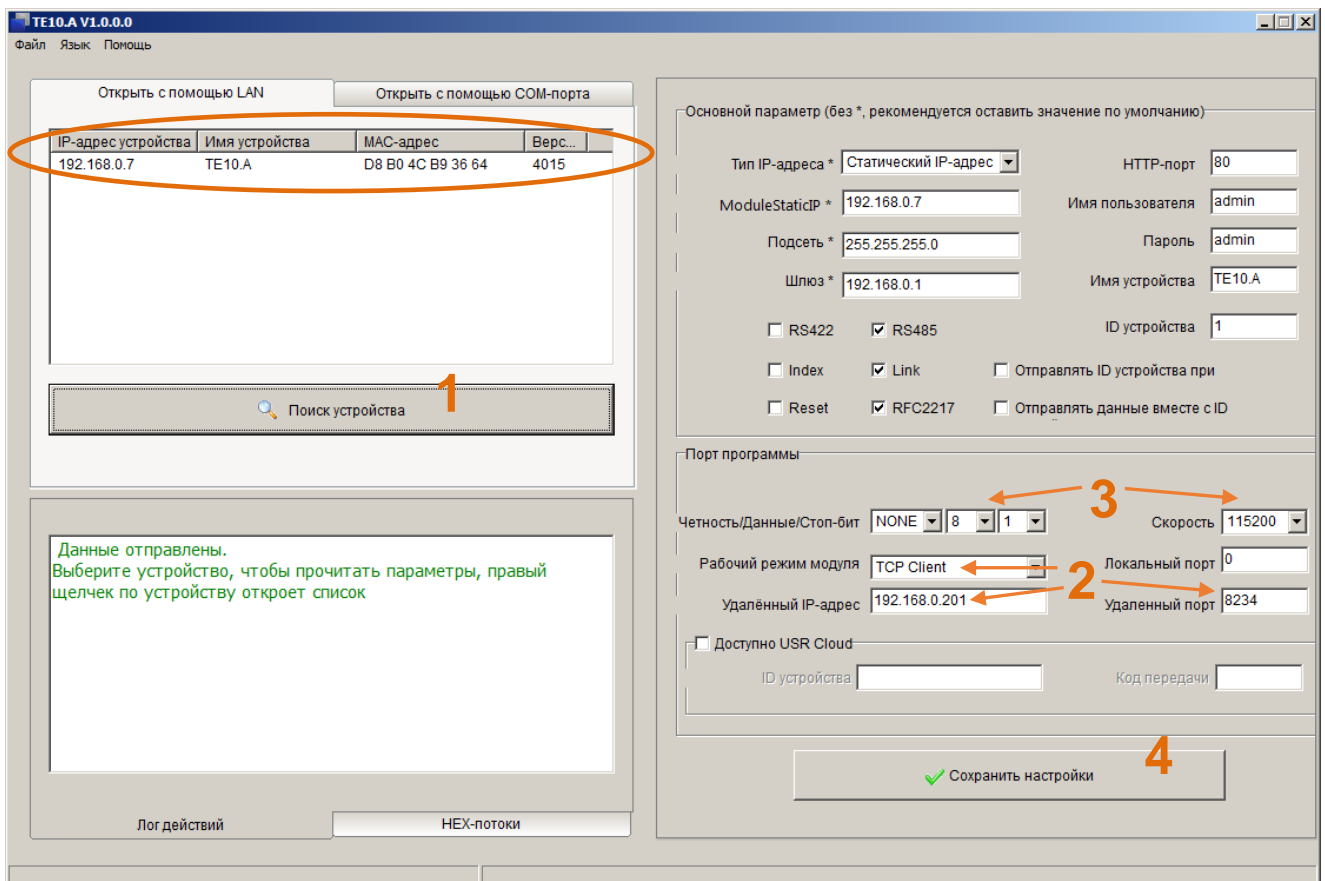 TE10.A V1.0.0.0
Файл Язык Помощь
Открыть с помощью LAN
Открыть с помощью COM-порта
IP-адрес устройства Имя устройства MAC-адрес Верс...
192.168.0.7 TE10.A D8 B0 4C B9 36 64 4015
1
Поиск устройства
Данные отправлены.
Выберите устройство, чтобы прочитать параметры, правый
щелчек по устройству откроет список
Лог действий
HEX-потоки
Основной параметр (без *, рекомендуется оставить значение по умолчанию)
Тип IP-адреса * Статический IP-адрес HTTP-порт 80
ModuleStaticIP * 192.168.0.7 Имя пользователя admin
Подсеть * 255.255.255.0 Пароль admin
Шлюз * 192.168.0.1 Имя устройства TE10.A
RS422 RS485 ID устройства 1
Index Link Отправлять ID устройства при
Reset RFC2217 Отправлять данные вместе с ID
Порт программы
3
Четность/Данные/Стоп-бит NONE 8 1 Скорость 115200
Рабочий режим модуля TCP Client Локальный порт 0
2
Удалённый IP-адрес 192.168.0.201 Удаленный порт 8234
Доступно USR Cloud
ID устройства Код передачи
4
Сохранить настройки